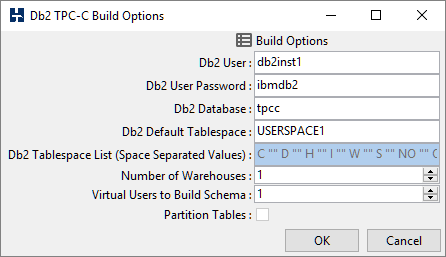 Db2 TPC-C Build Options
Build Options
Db2 User : db2inst1
Db2 User Password : ibmdb2
Db2 Database : tpcc
Db2 Default Tablespace : USERSPACE1
Db2 Tablespace List (Space Separated Values) : C "" D "" H "" I "" W "" S "" NO ""
Number of Warehouses : 1
Virtual Users to Build Schema : 1
Partition Tables :
OK Cancel